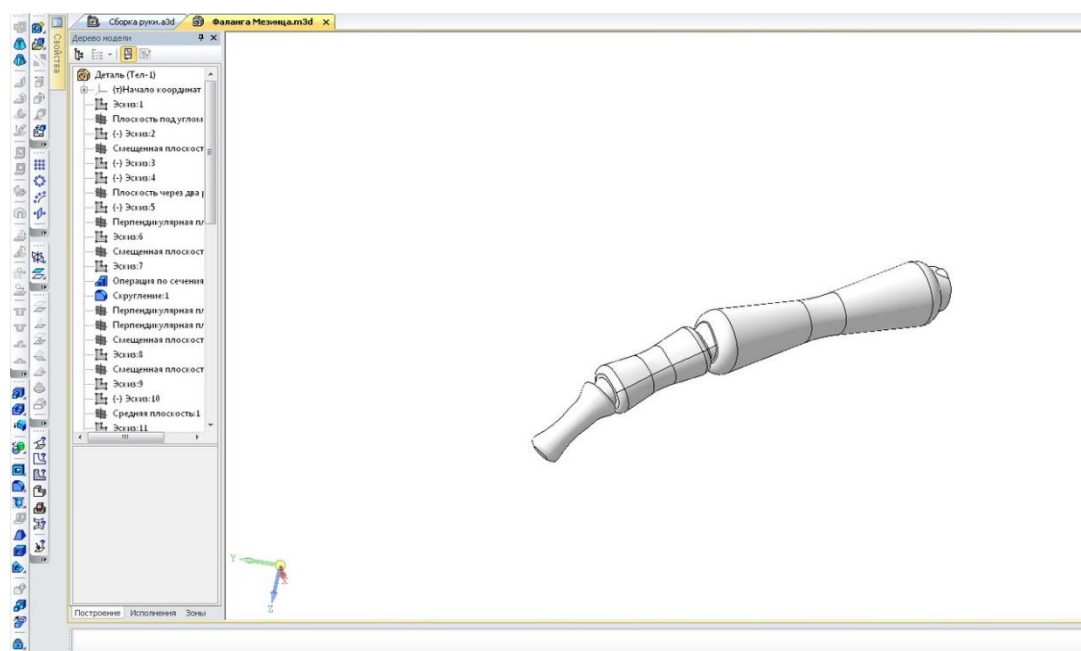 Сборка руки.a3d
Фаланга Мезинца.m3d
Свойства
Дерево модели
Деталь (Тел-1)
(т)Начало координат
Эскиз:1
Плоскость под углом
(-) Эскиз:2
Смещенная плоскост
(-) Эскиз:3
(-) Эскиз:4
Плоскость через два р
(-) Эскиз:5
Перпендикулярная пл
Эскиз:6
Смещенная плоскост
Эскиз:7
Операция по сечения
Скругление:1
Перпендикулярная пл
Перпендикулярная пл
Смещенная плоскост
Эскиз:8
Смещенная плоскост
Эскиз:9
(-) Эскиз:10
Средняя плоскость:1
Эскиз:11
Построение Исполнения Зоны
Y
X
Z